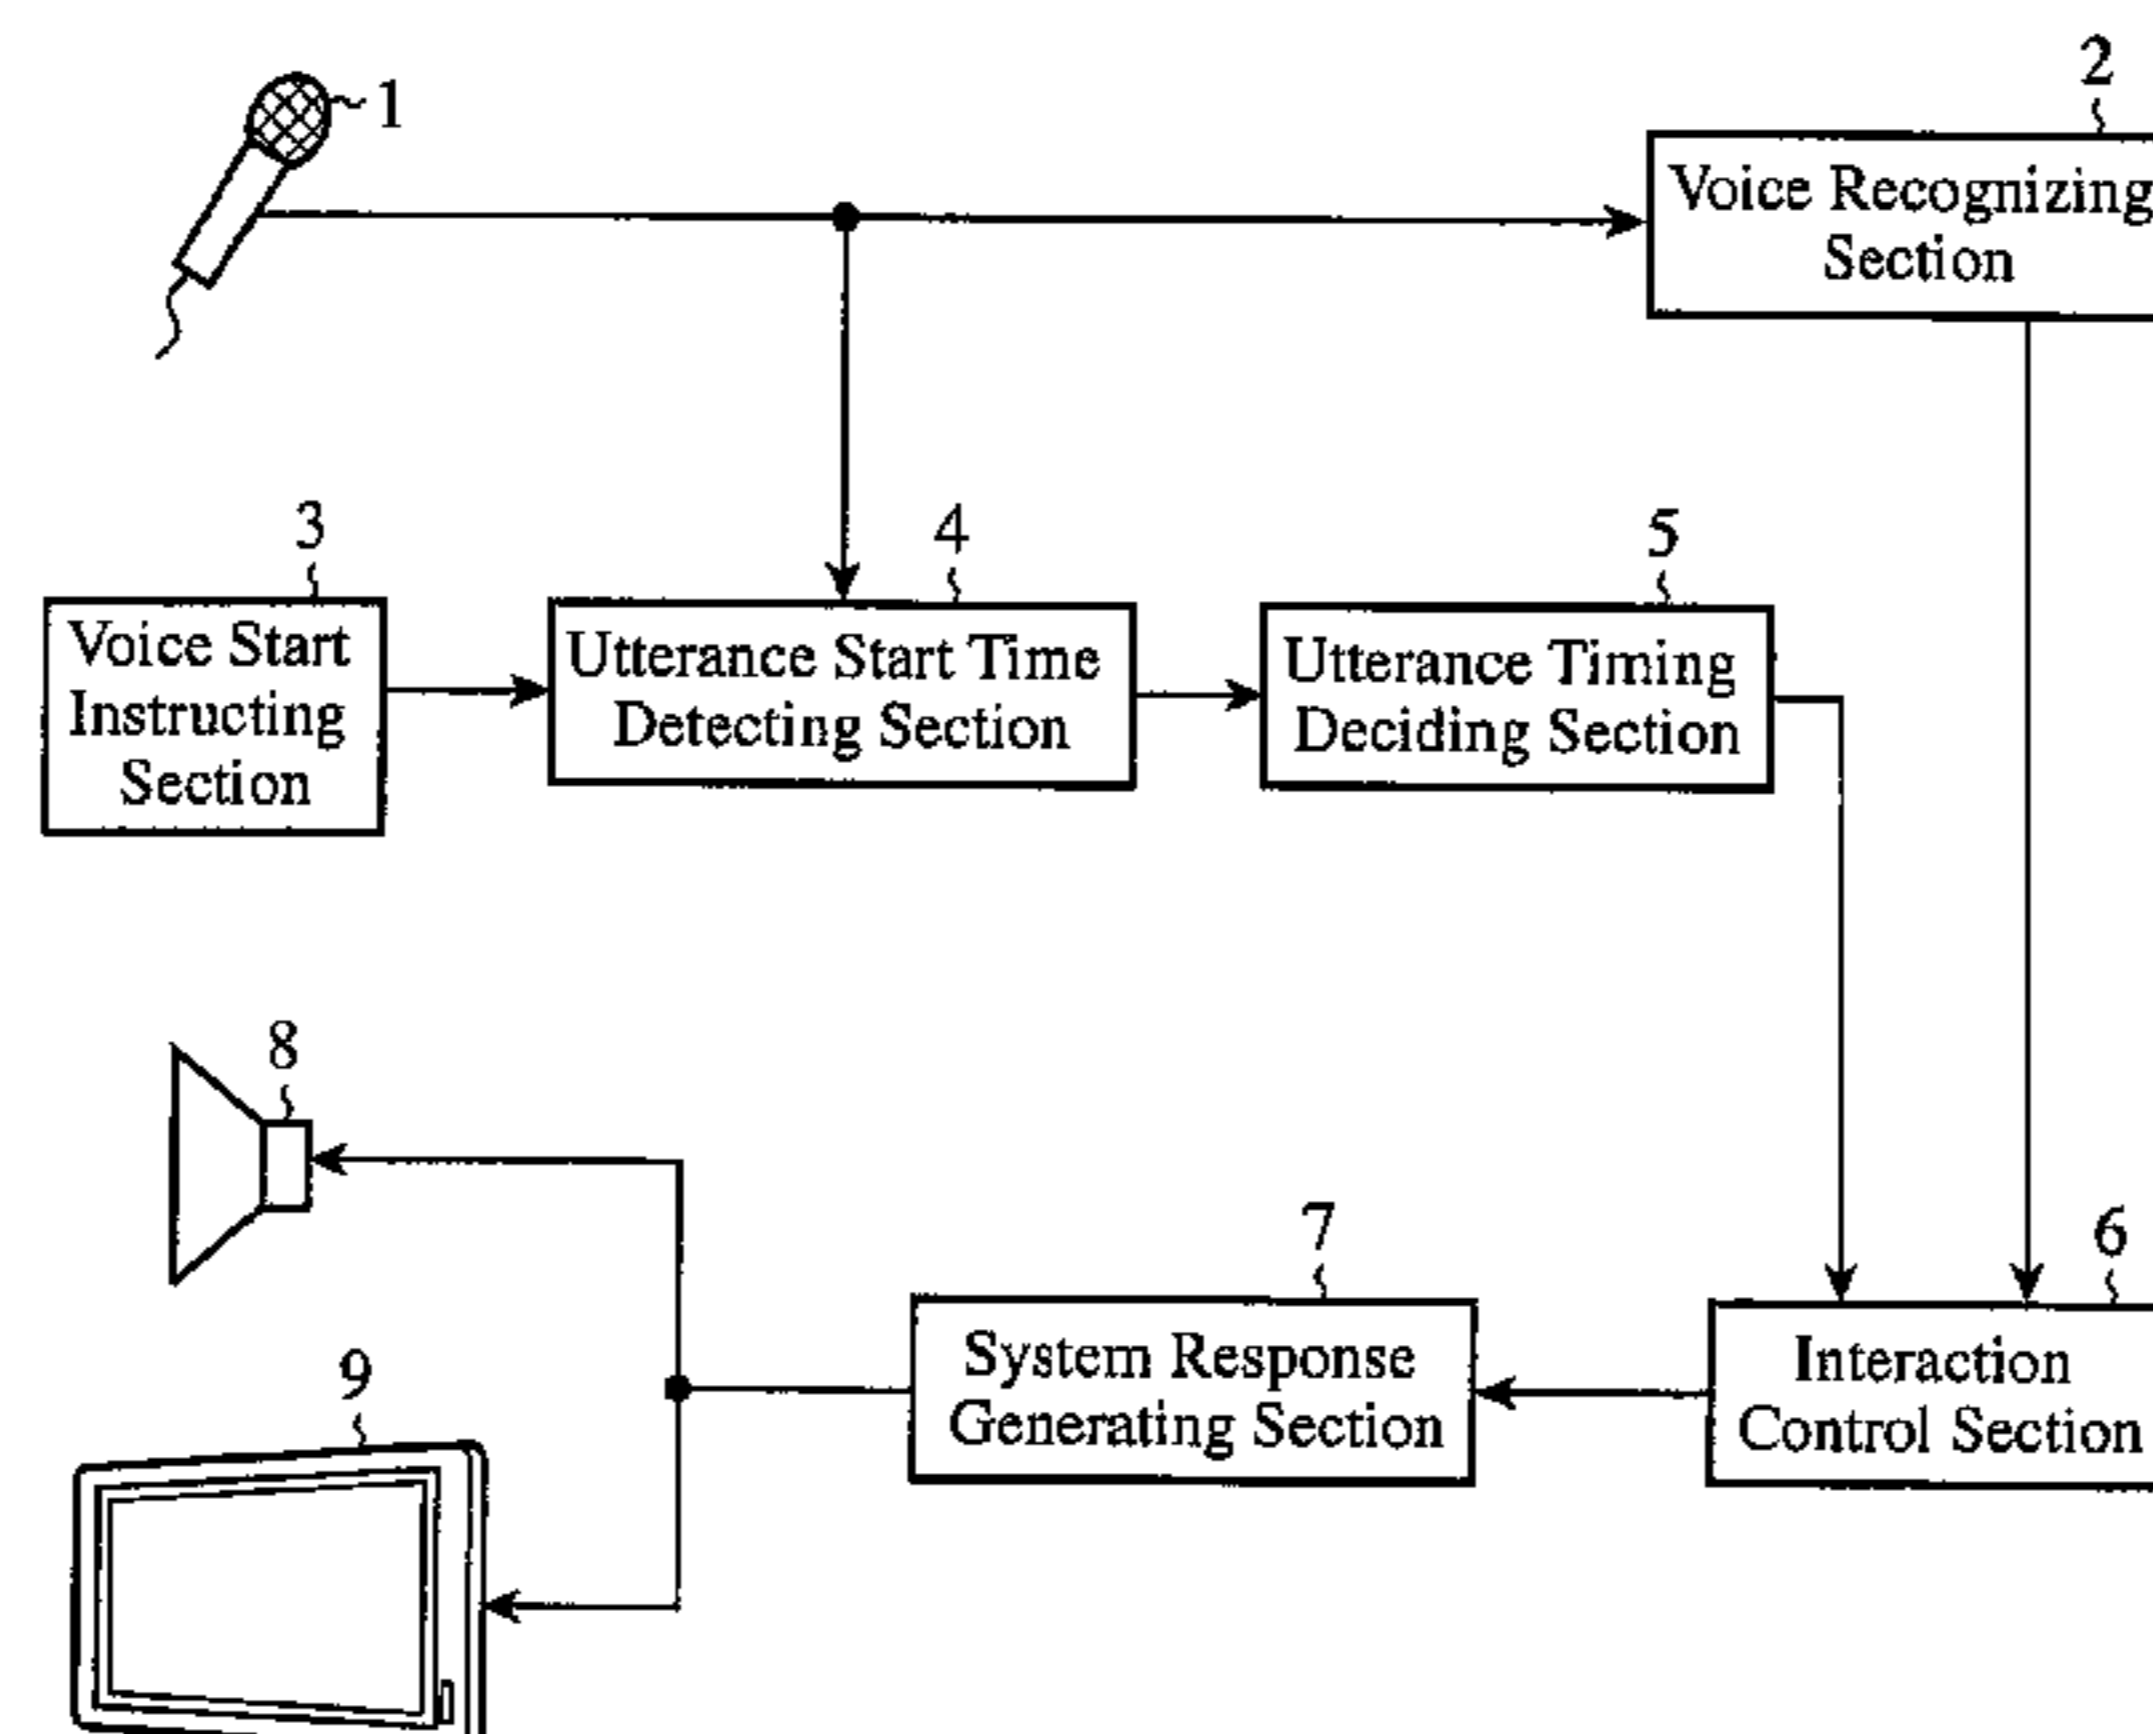 1
2
Voice Recognizing
Section
3
Voice Start
Instructing
Section
4
Utterance Start Time
Detecting Section
5
Utterance Timing
Deciding Section
8
7
System Response
Generating Section
6
Interaction
Control Section
9